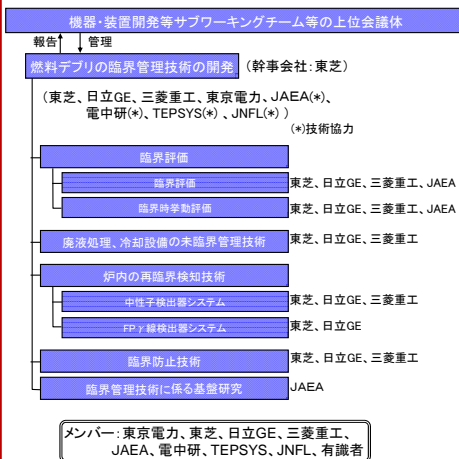 機器・装置開発等サブワーキングチーム等の上位会議体
報告 管理
燃料デブリの臨界管理技術の開発 (幹事会社:東芝)
(東芝、日立GE、三菱重工、東京電力、JAEA(*)、
電中研(*)、TEPSYS(*)、JNFL(*))
(*)技術協力
臨界評価
臨界評価 東芝、日立GE、三菱重工、JAEA
臨界時挙動評価 東芝、日立GE、三菱重工、JAEA
廃液処理、冷却設備の未臨界管理技術 東芝、日立GE、三菱重工
炉内の再臨界検知技術
中性子検出器システム 東芝、日立GE、三菱重工
FPγ線検出器システム 東芝、日立GE
臨界防止技術 東芝、日立GE、三菱重工
臨界管理技術に係る基盤研究 JAEA
メンバー:東京電力、東芝、日立GE、三菱重工、
JAEA、電中研、TEPSYS、JNFL、有識者